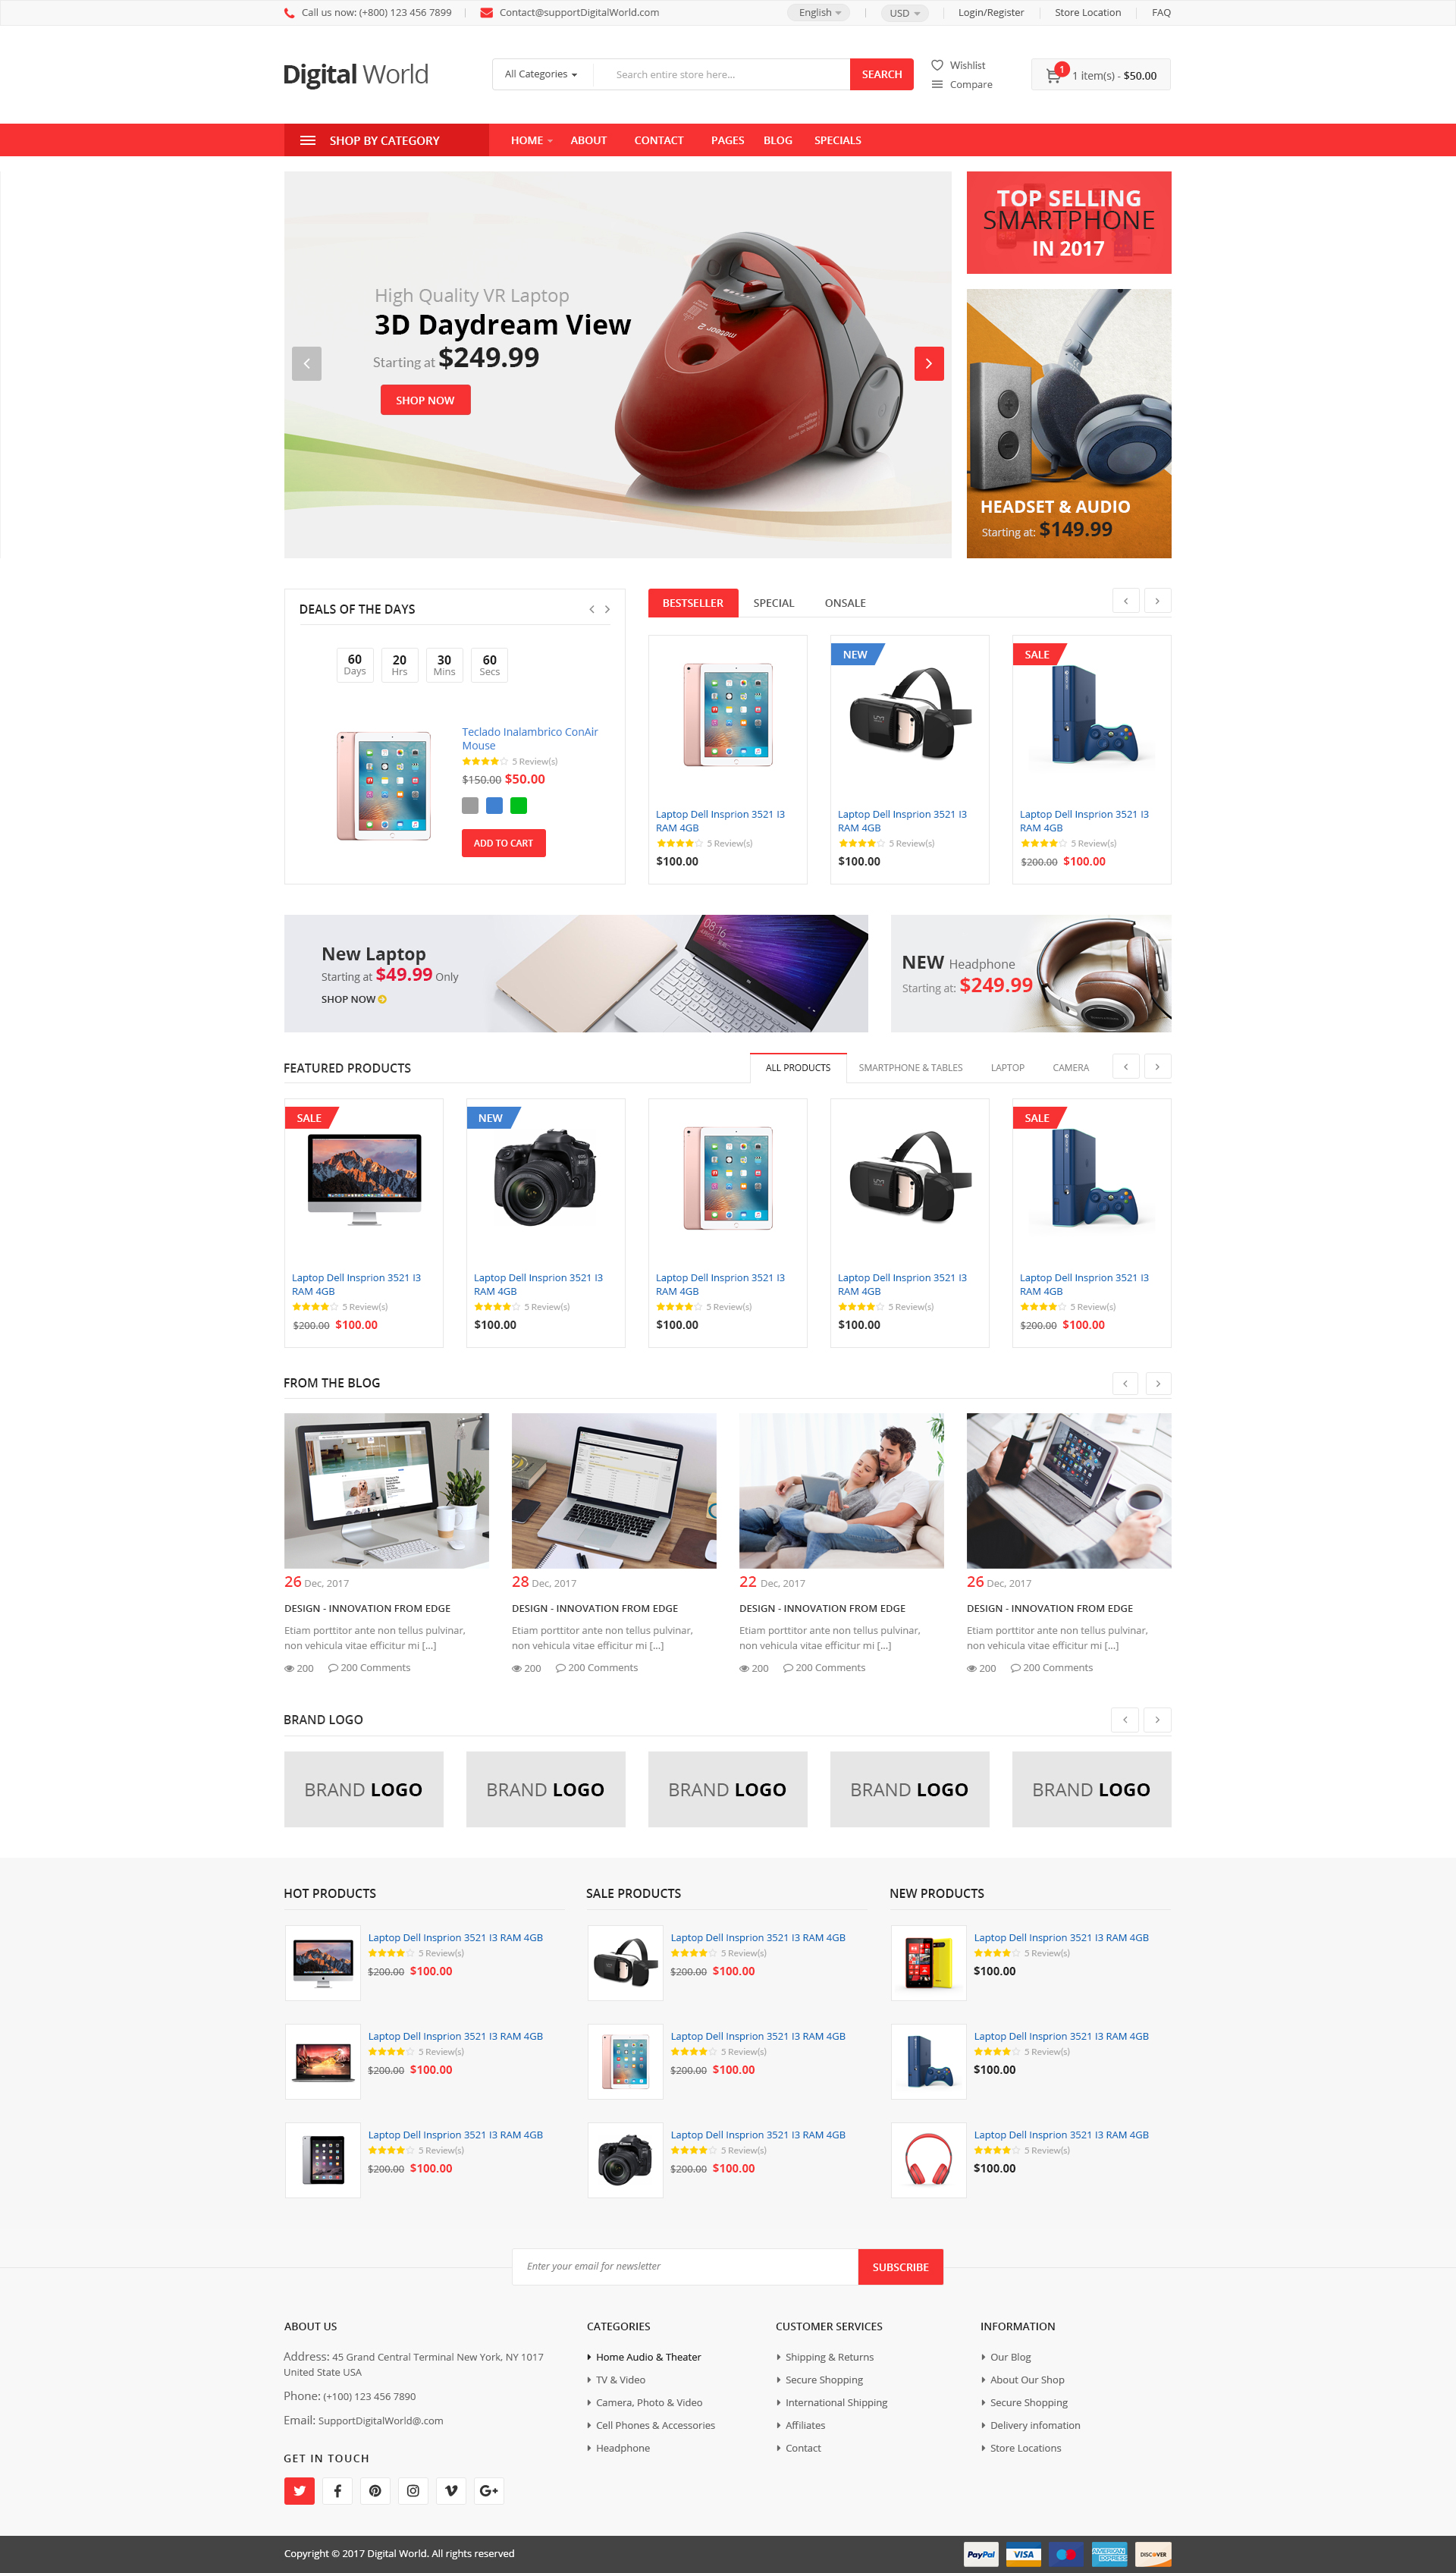 Call us now: (+800) 123 456 7899
Contact@supportDigitalWorld.com
English
USD
Login/Register
Store Location
FAQ
Digital World
All Categories
Search entire store here...
SEARCH
Wishlist
Compare
1
1 item(s) - $50.00
SHOP BY CATEGORY
HOME
ABOUT
CONTACT
PAGES
BLOG
SPECIALS
High Quality VR Laptop
3D Daydream View
Starting at $249.99
SHOP NOW
TOP SELLING
SMARTPHONE
IN 2017
HEADSET & AUDIO
Starting at: $149.99
DEALS OF THE DAYS
60
Days
20
Hrs
30
Mins
60
Secs
Teclado Inalambrico ConAir
Mouse
5 Review(s)
$150.00 $50.00
ADD TO CART
BESTSELLER
SPECIAL
ONSALE
Laptop Dell Insprion 3521 I3
RAM 4GB
5 Review(s)
$100.00
NEW
Laptop Dell Insprion 3521 I3
RAM 4GB
5 Review(s)
$100.00
SALE
Laptop Dell Insprion 3521 I3
RAM 4GB
5 Review(s)
$200.00 $100.00
New Laptop
Starting at $49.99 Only
SHOP NOW
08:16
NEW Headphone
Starting at: $249.99
FEATURED PRODUCTS
ALL PRODUCTS
SMARTPHONE & TABLES
LAPTOP
CAMERA
SALE
Laptop Dell Insprion 3521 I3
RAM 4GB
5 Review(s)
$200.00 $100.00
NEW
Laptop Dell Insprion 3521 I3
RAM 4GB
5 Review(s)
$100.00
Laptop Dell Insprion 3521 I3
RAM 4GB
5 Review(s)
$100.00
Laptop Dell Insprion 3521 I3
RAM 4GB
5 Review(s)
$100.00
SALE
Laptop Dell Insprion 3521 I3
RAM 4GB
5 Review(s)
$200.00 $100.00
FROM THE BLOG
26 Dec, 2017
DESIGN - INNOVATION FROM EDGE
Etiam porttitor ante non tellus pulvinar,
non vehicula vitae efficitur mi [...]
200
200 Comments
28 Dec, 2017
DESIGN - INNOVATION FROM EDGE
Etiam porttitor ante non tellus pulvinar,
non vehicula vitae efficitur mi [...]
200
200 Comments
22 Dec, 2017
DESIGN - INNOVATION FROM EDGE
Etiam porttitor ante non tellus pulvinar,
non vehicula vitae efficitur mi [...]
200
200 Comments
26 Dec, 2017
DESIGN - INNOVATION FROM EDGE
Etiam porttitor ante non tellus pulvinar,
non vehicula vitae efficitur mi [...]
200
200 Comments
BRAND LOGO
BRAND LOGO
BRAND LOGO
BRAND LOGO
BRAND LOGO
BRAND LOGO
HOT PRODUCTS
Laptop Dell Insprion 3521 I3 RAM 4GB
5 Review(s)
$200.00 $100.00
Laptop Dell Insprion 3521 I3 RAM 4GB
5 Review(s)
$200.00 $100.00
Laptop Dell Insprion 3521 I3 RAM 4GB
5 Review(s)
$200.00 $100.00
SALE PRODUCTS
Laptop Dell Insprion 3521 I3 RAM 4GB
5 Review(s)
$200.00 $100.00
Laptop Dell Insprion 3521 I3 RAM 4GB
5 Review(s)
$200.00 $100.00
Laptop Dell Insprion 3521 I3 RAM 4GB
5 Review(s)
$200.00 $100.00
NEW PRODUCTS
Laptop Dell Insprion 3521 I3 RAM 4GB
5 Review(s)
$100.00
Laptop Dell Insprion 3521 I3 RAM 4GB
5 Review(s)
$100.00
Laptop Dell Insprion 3521 I3 RAM 4GB
5 Review(s)
$100.00
Enter your email for newsletter
SUBSCRIBE
ABOUT US
Address: 45 Grand Central Terminal New York, NY 1017
United State USA
Phone: (+100) 123 456 7890
Email: SupportDigitalWorld@.com
GET IN TOUCH
CATEGORIES
Home Audio & Theater
TV & Video
Camera, Photo & Video
Cell Phones & Accessories
Headphone
CUSTOMER SERVICES
Shipping & Returns
Secure Shopping
International Shipping
Affiliates
Contact
INFORMATION
Our Blog
About Our Shop
Secure Shopping
Delivery infomation
Store Locations
Copyright © 2017 Digital World. All rights reserved
PayPal
VISA
AMERICAN
EXPRESS
DISCOVER